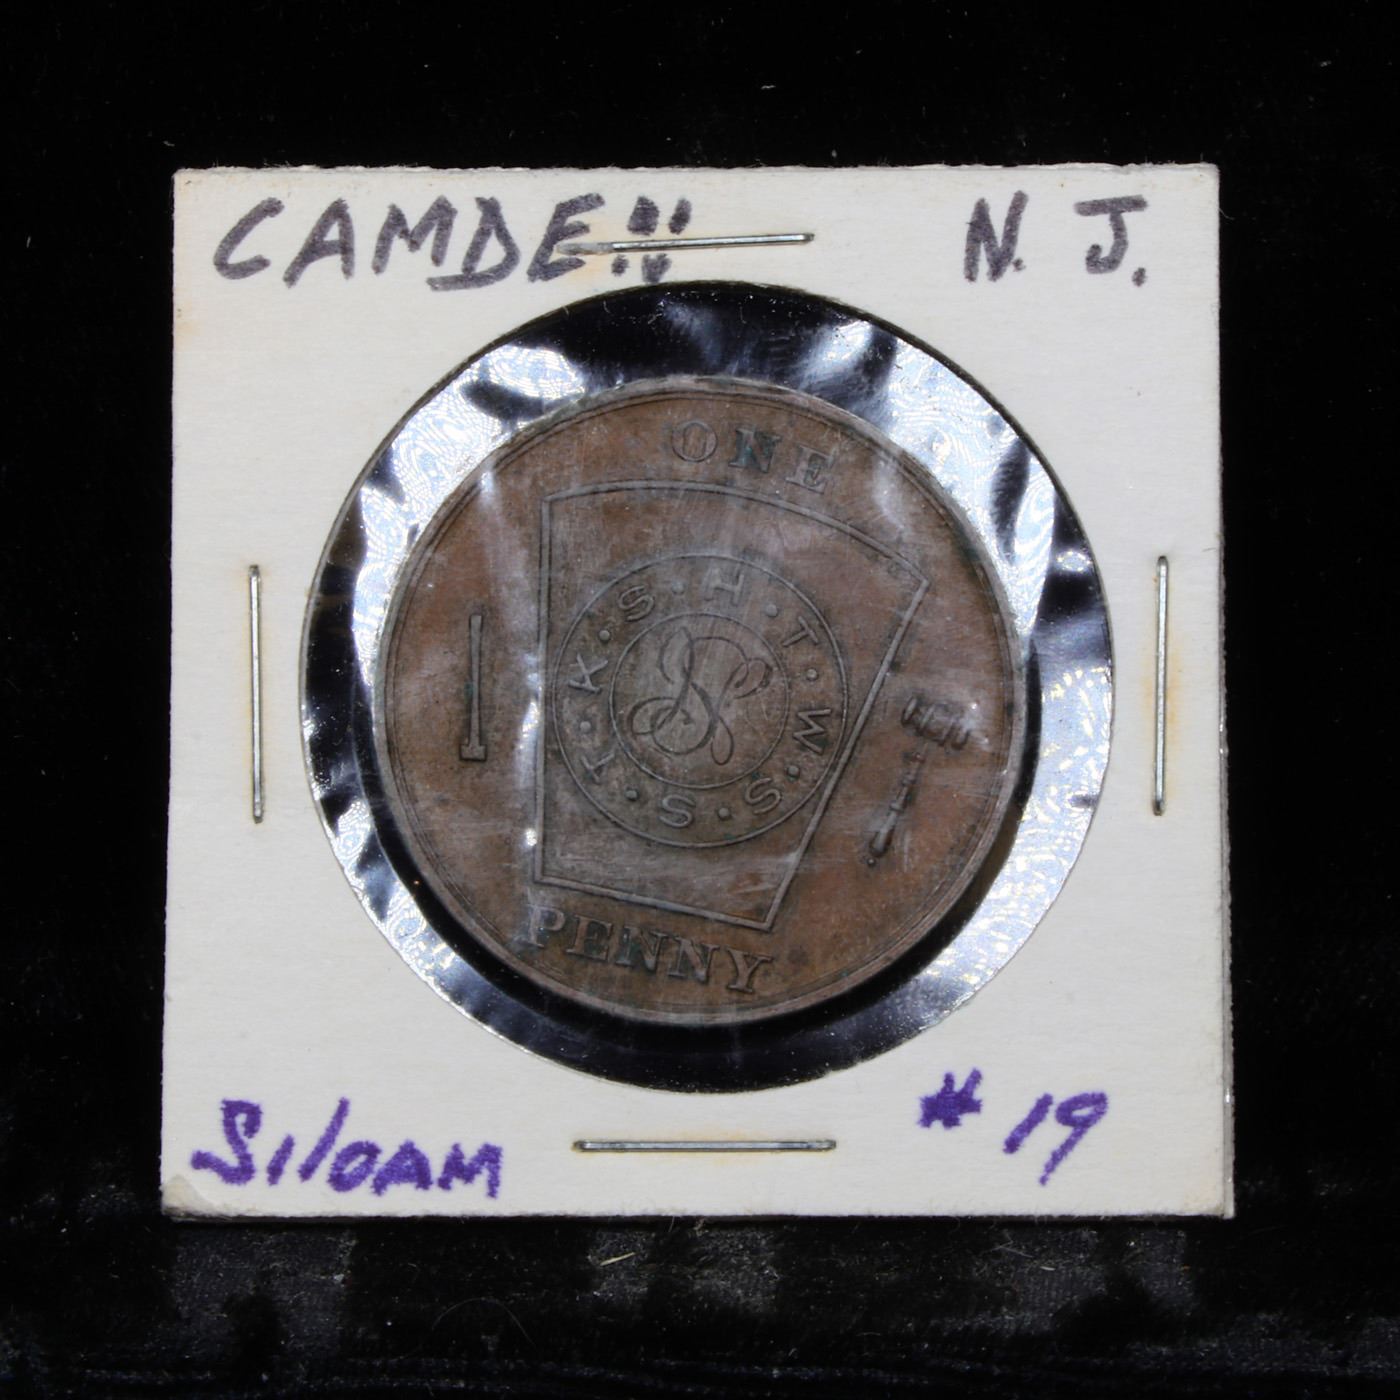 CAMDEN N. J.
ONE
H · T · W · S · S · T · K · S ·
PENNY
Siloam # 19